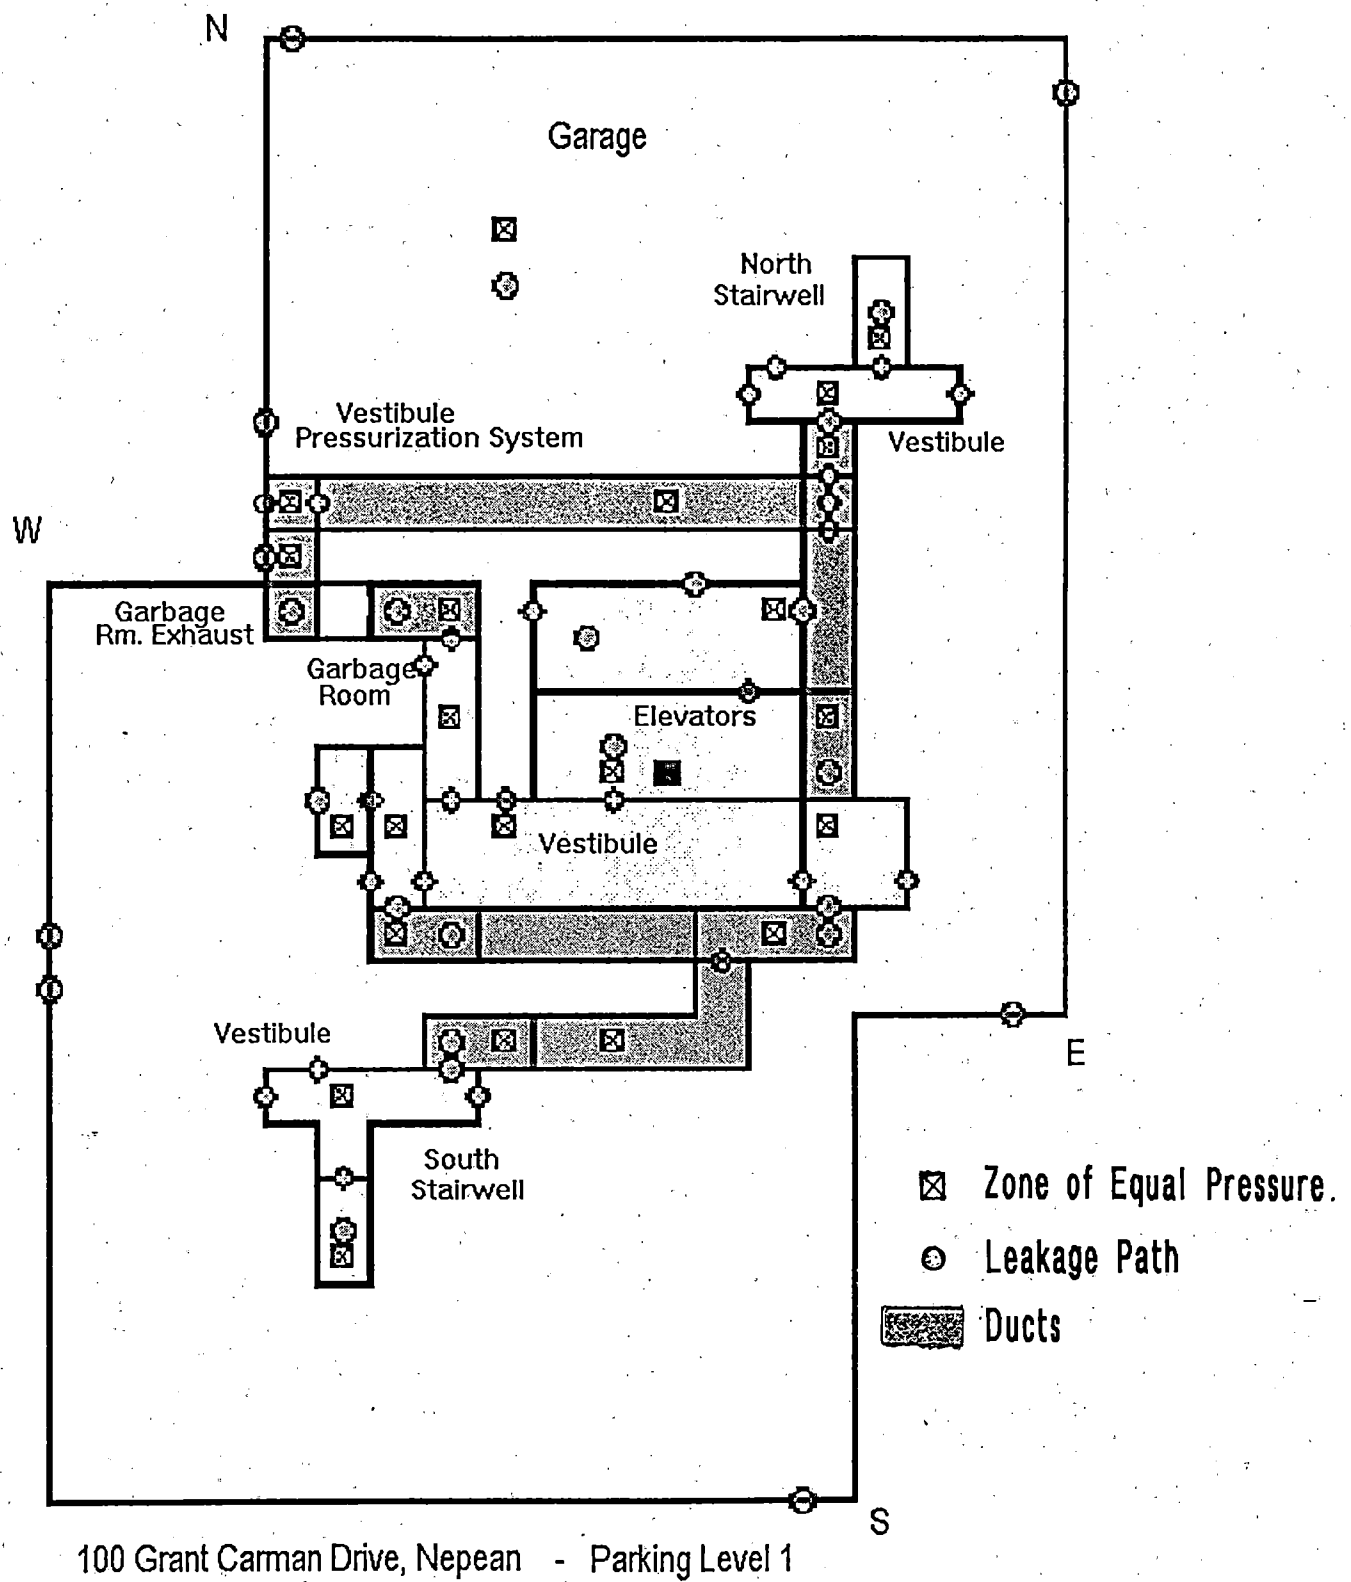 N
Garage
North
Stairwell
Vestibule
Pressurization System
Vestibule
W
Garbage
Rm. Exhaust
Garbage
Room
Elevators
Vestibule
Vestibule
E
South
Stairwell
Zone of Equal Pressure.
Leakage Path
Ducts
S
100 Grant Carman Drive, Nepean - Parking Level 1